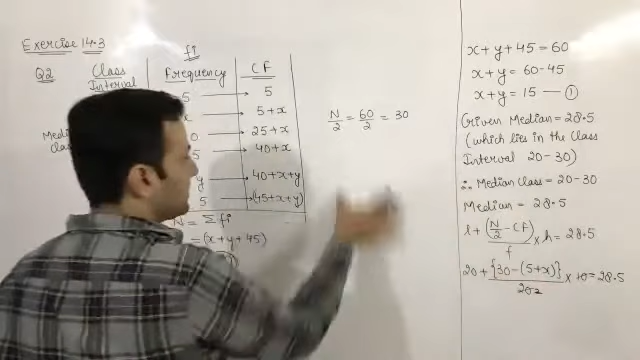 Exercise 14.3
Q2
Class
Interval
fi
Frequency
CF
5 → 5
x → 5+x
0 → 25+x
5 → 40+x
y → 40+x+y
5 → (45+x+y)
N = Σfi
= (x+y+45)
N/2 = 60/2 = 30
x+y+45 = 60
x+y = 60-45
x+y = 15 — ①
Given Median = 28.5
(which lies in the Class
Interval 20-30)
∴ Median Class = 20-30
Median = 28.5
l + (N/2 - CF)/f × h = 28.5
20 + {30-(5+x)}/20 × 10 = 28.5